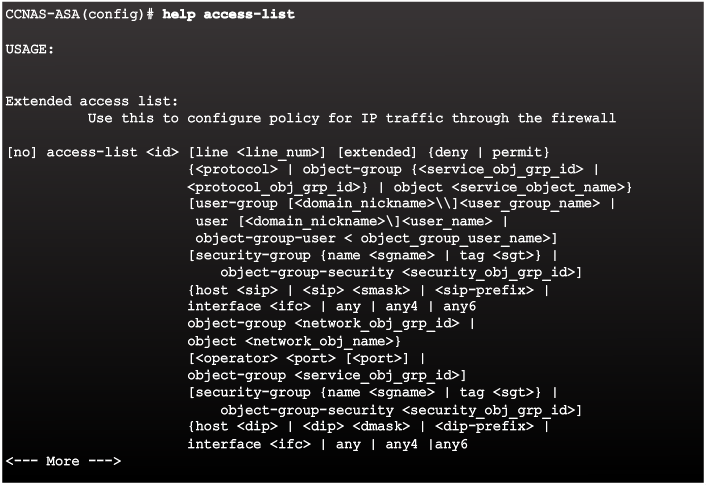 CCNAS-ASA(config)# help access-list
USAGE:
Extended access list:
Use this to configure policy for IP traffic through the firewall
[no] access-list <id> [line <line_num>] [extended] {deny | permit}
{<protocol> | object-group {<service_obj_grp_id> |
<protocol_obj_grp_id>} | object <service_object_name>}
[user-group [<domain_nickname>\\]<user_group_name> |
user [<domain_nickname>\]<user_name> |
object-group-user < object_group_user_name>]
[security-group {name <sgname> | tag <sgt>} |
object-group-security <security_obj_grp_id>]
{host <sip> | <sip> <smask> | <sip-prefix> |
interface <ifc> | any | any4 | any6
object-group <network_obj_grp_id> |
object <network_obj_name>}
[<operator> <port> [<port>] |
object-group <service_obj_grp_id>]
[security-group {name <sgname> | tag <sgt>} |
object-group-security <security_obj_grp_id>]
{host <dip> | <dip> <dmask> | <dip-prefix> |
interface <ifc> | any | any4 |any6
<--- More --->